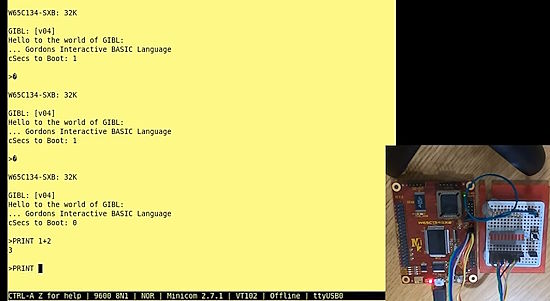 W65C134-SXB: 32K
GIBL: [v04]
Hello to the world of GIBL:
... Gordons Interactive BASIC Language
cSecs to Boot: 1
>�
W65C134-SXB: 32K
GIBL: [v04]
Hello to the world of GIBL:
... Gordons Interactive BASIC Language
cSecs to Boot: 1
>�
W65C134-SXB: 32K
GIBL: [v04]
Hello to the world of GIBL:
... Gordons Interactive BASIC Language
cSecs to Boot: 0
>PRINT 1+2
3
>PRINT
CTRL-A Z for help | 9600 8N1 | NOR | Minicom 2.7.1 | VT102 | Offline | ttyUSB0